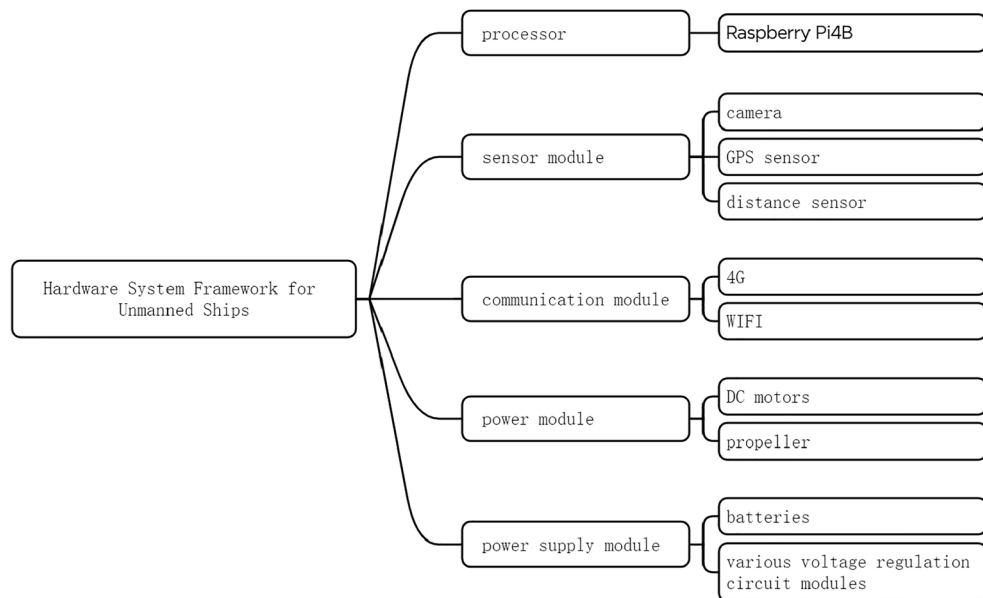 Hardware System Framework for
Unmanned Ships
processor
Raspberry Pi4B
sensor module
camera
GPS sensor
distance sensor
communication module
4G
WIFI
power module
DC motors
propeller
power supply module
batteries
various voltage regulation
circuit modules